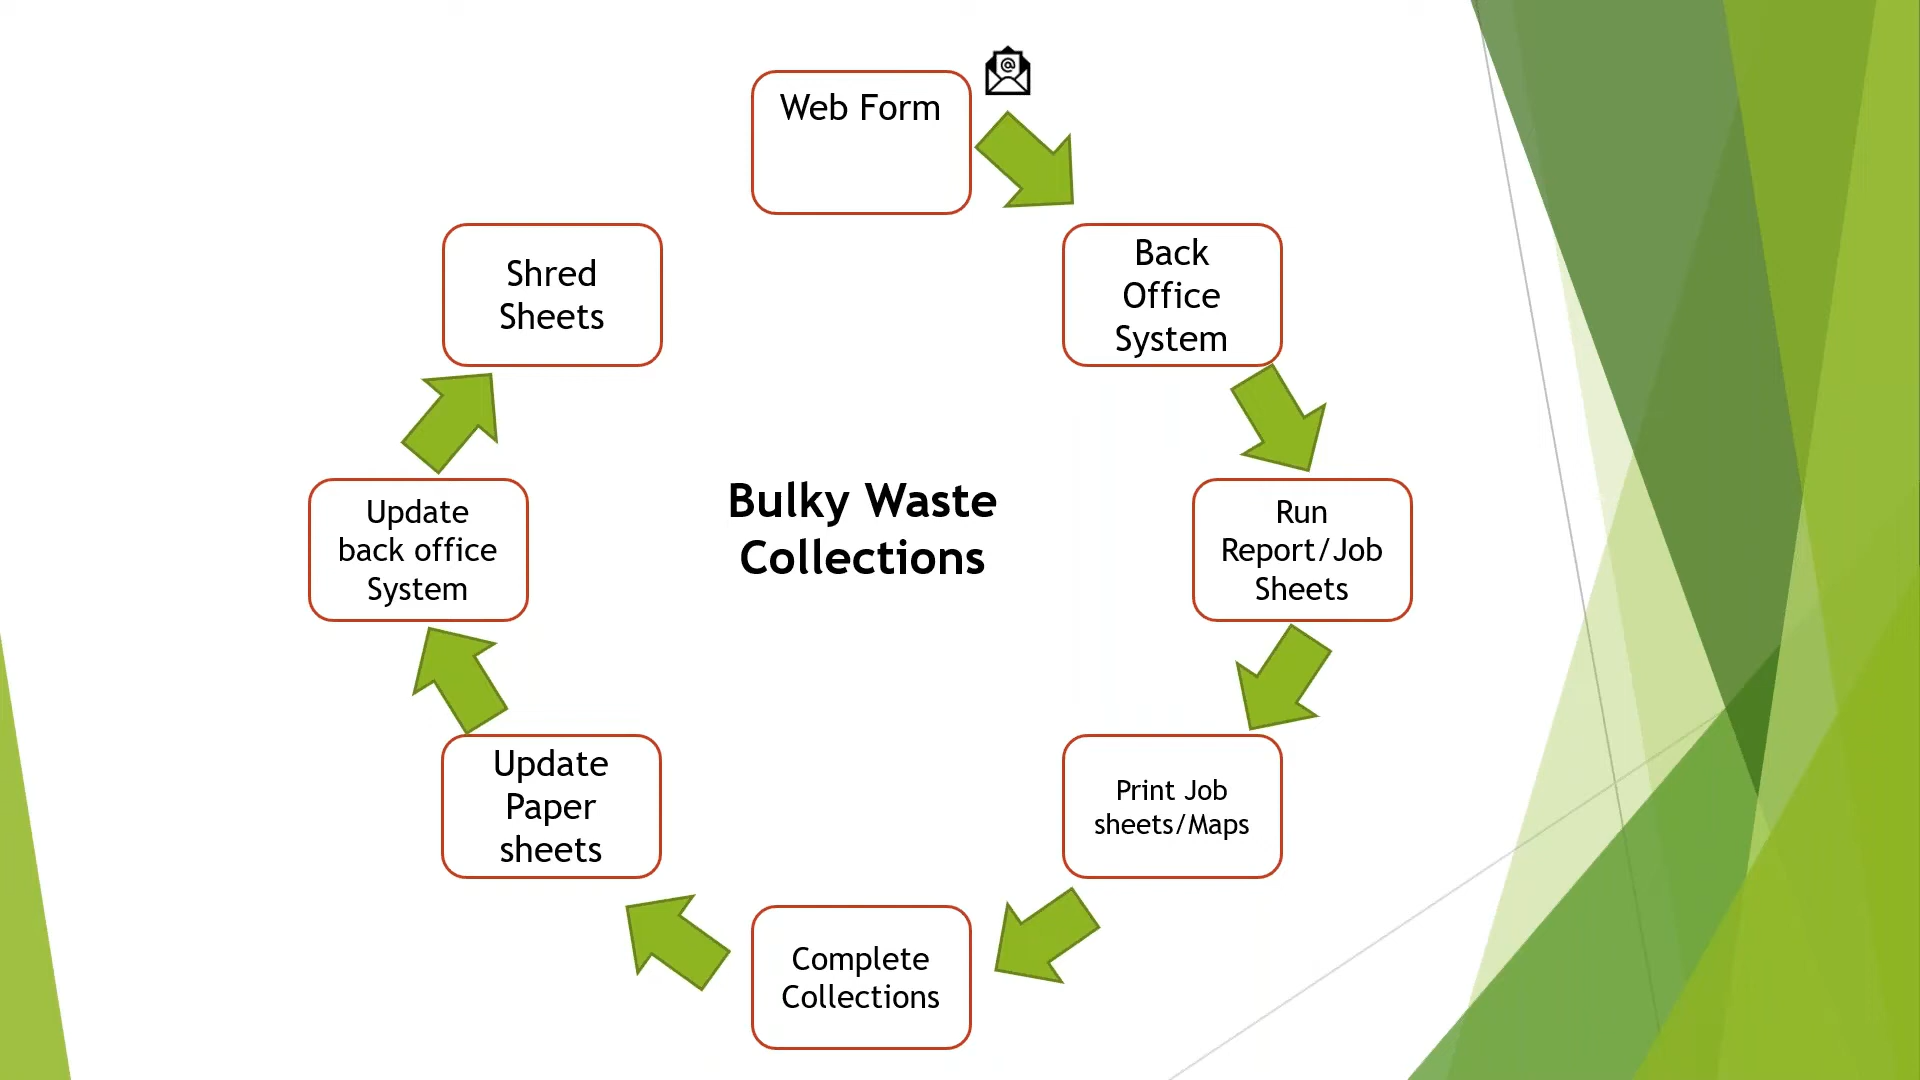 Web Form
@
Back
Office
System
Run
Report/Job
Sheets
Print Job
sheets/Maps
Complete
Collections
Update
Paper
sheets
Update
back office
System
Shred
Sheets
Bulky Waste
Collections